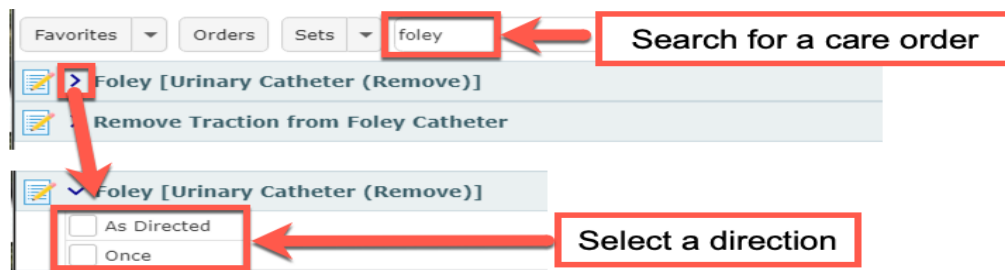 Favorites Orders Sets foley
Search for a care order
Foley [Urinary Catheter (Remove)]
Remove Traction from Foley Catheter
Foley [Urinary Catheter (Remove)]
As Directed
Select a direction
Once